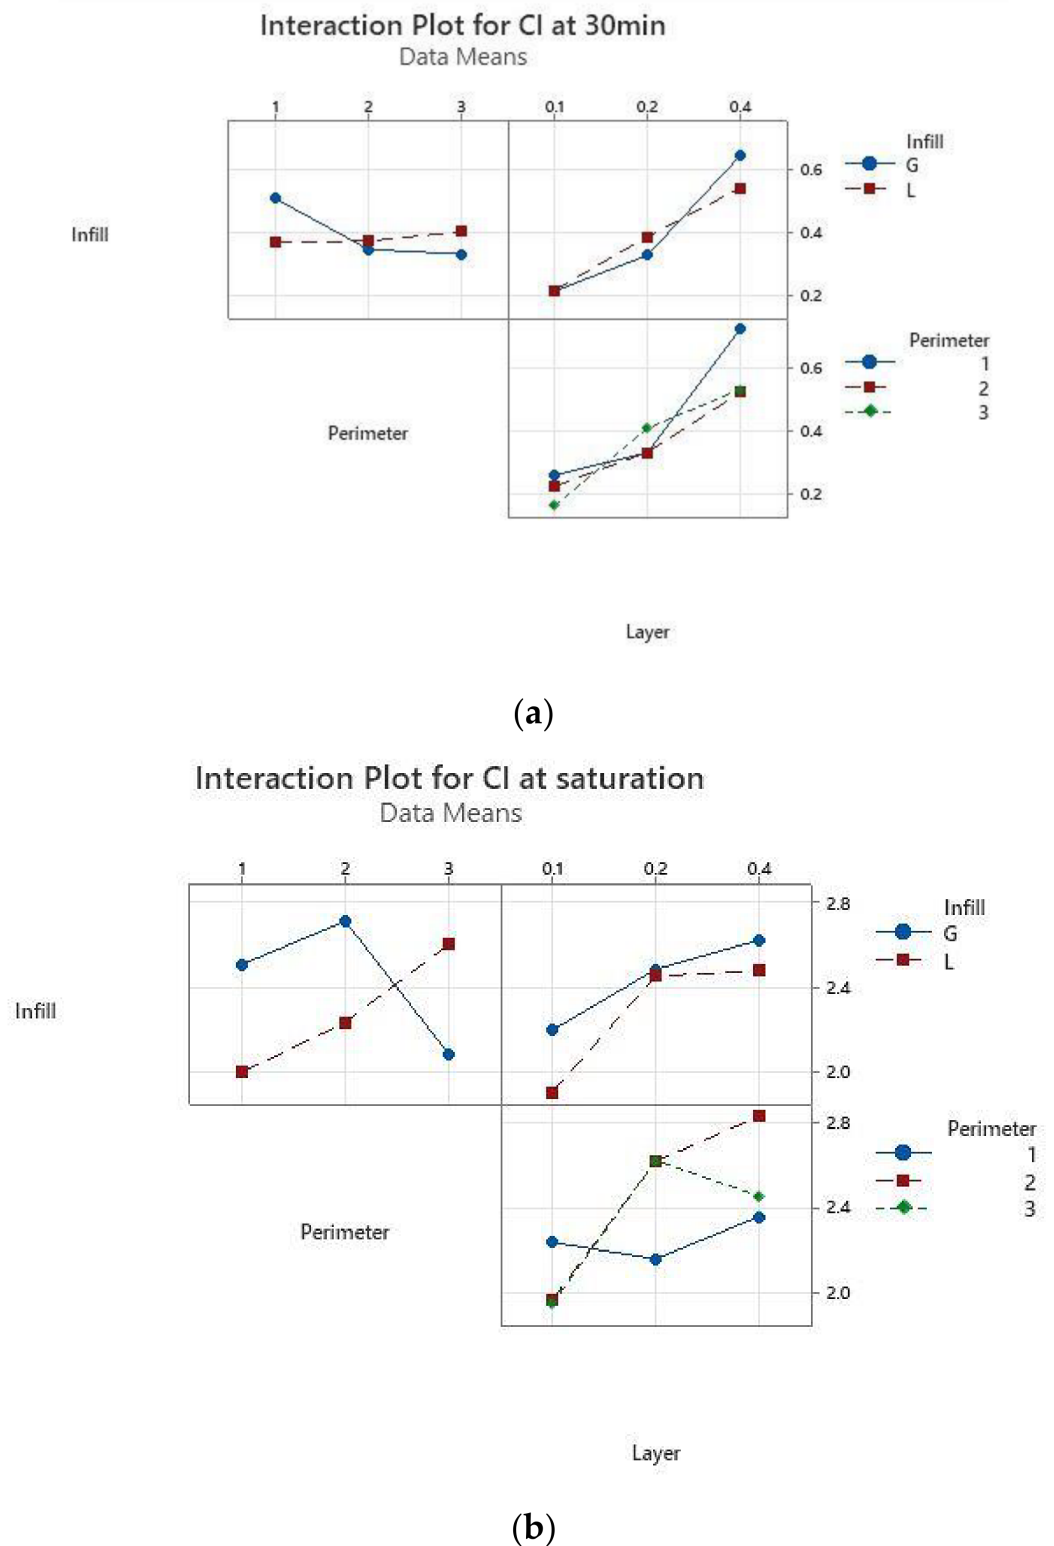 Interaction Plot for CI at 30min
Data Means
1 2 3 0.1 0.2 0.4
Infill
0.6
0.4
0.2
Infill
G
L
Perimeter
0.6
0.4
0.2
Perimeter
1
2
3
Layer
(a)
Interaction Plot for CI at saturation
Data Means
1 2 3 0.1 0.2 0.4
Infill
2.8
2.4
2.0
Infill
G
L
Perimeter
2.8
2.4
2.0
Perimeter
1
2
3
Layer
(b)